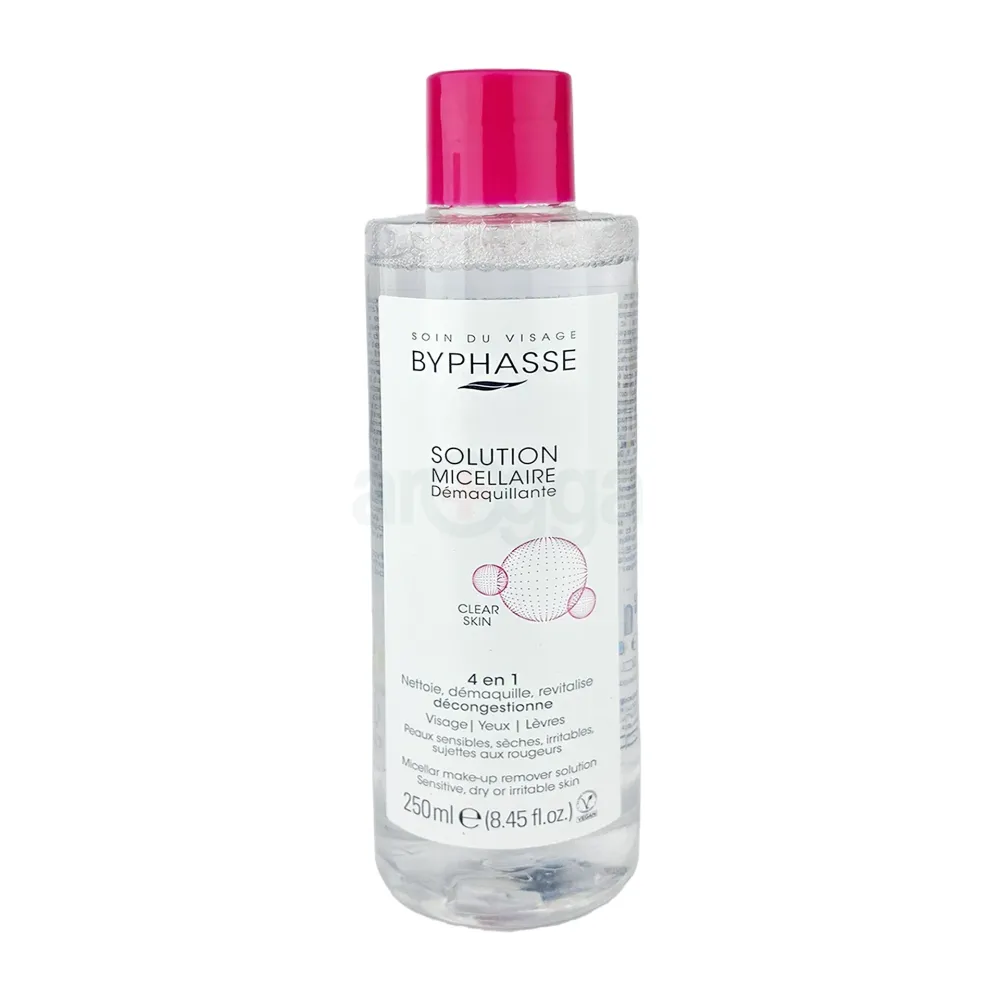 SOIN DU VISAGE
BYPHASSE
SOLUTION
MICELLAIRE
Démaquillante
arogga
CLEAR
SKIN
4 en 1
Nettoie, démaquille, revitalise
décongestionne
Visage | Yeux | Lèvres
Peaux sensibles, sèches, irritables,
sujettes aux rougeurs
Micellar make-up remover solution
Sensitive, dry or irritable skin
250ml e (8.45 fl.oz.)
VEGAN